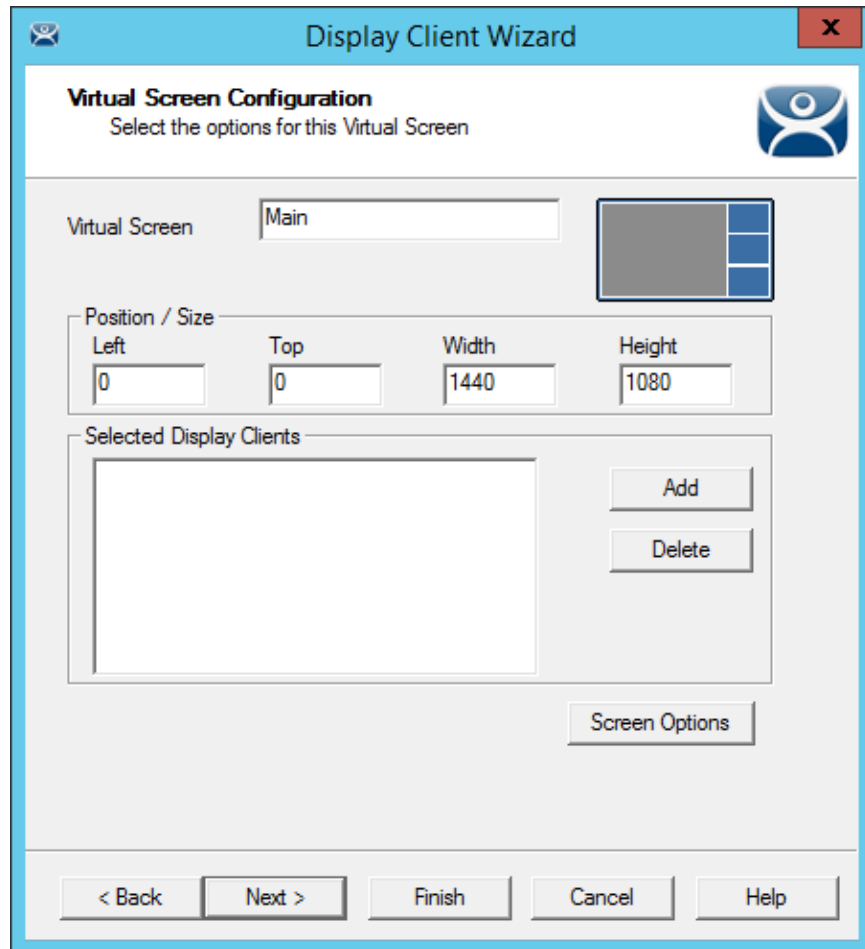 Display Client Wizard
x
Virtual Screen Configuration
Select the options for this Virtual Screen
Virtual Screen
Main
Position / Size
Left Top Width Height
0 0 1440 1080
Selected Display Clients
Add
Delete
Screen Options
< Back Next > Finish Cancel Help